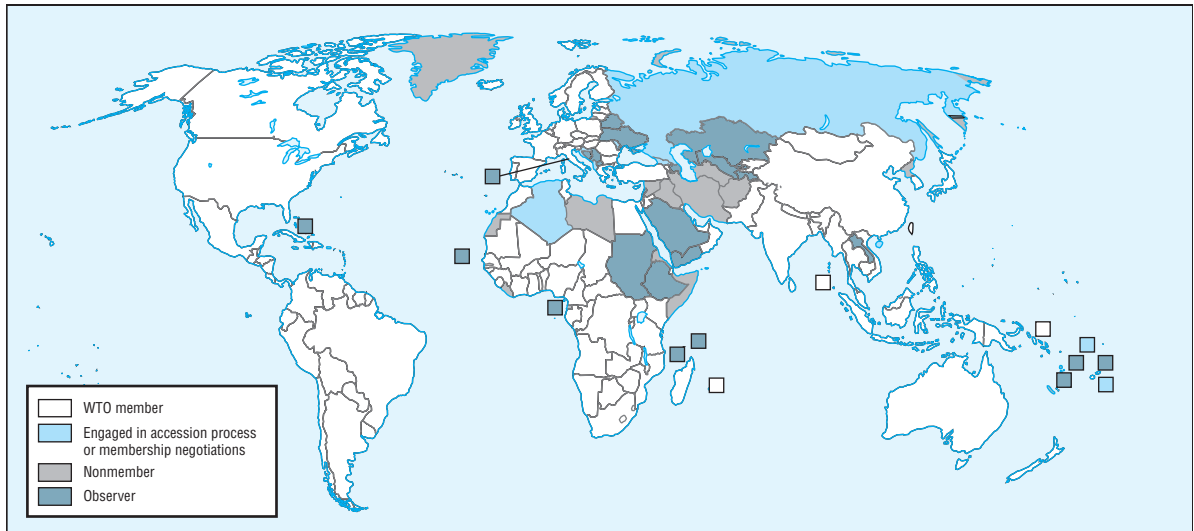 WTO member
Engaged in accession process
or membership negotiations
Nonmember
Observer